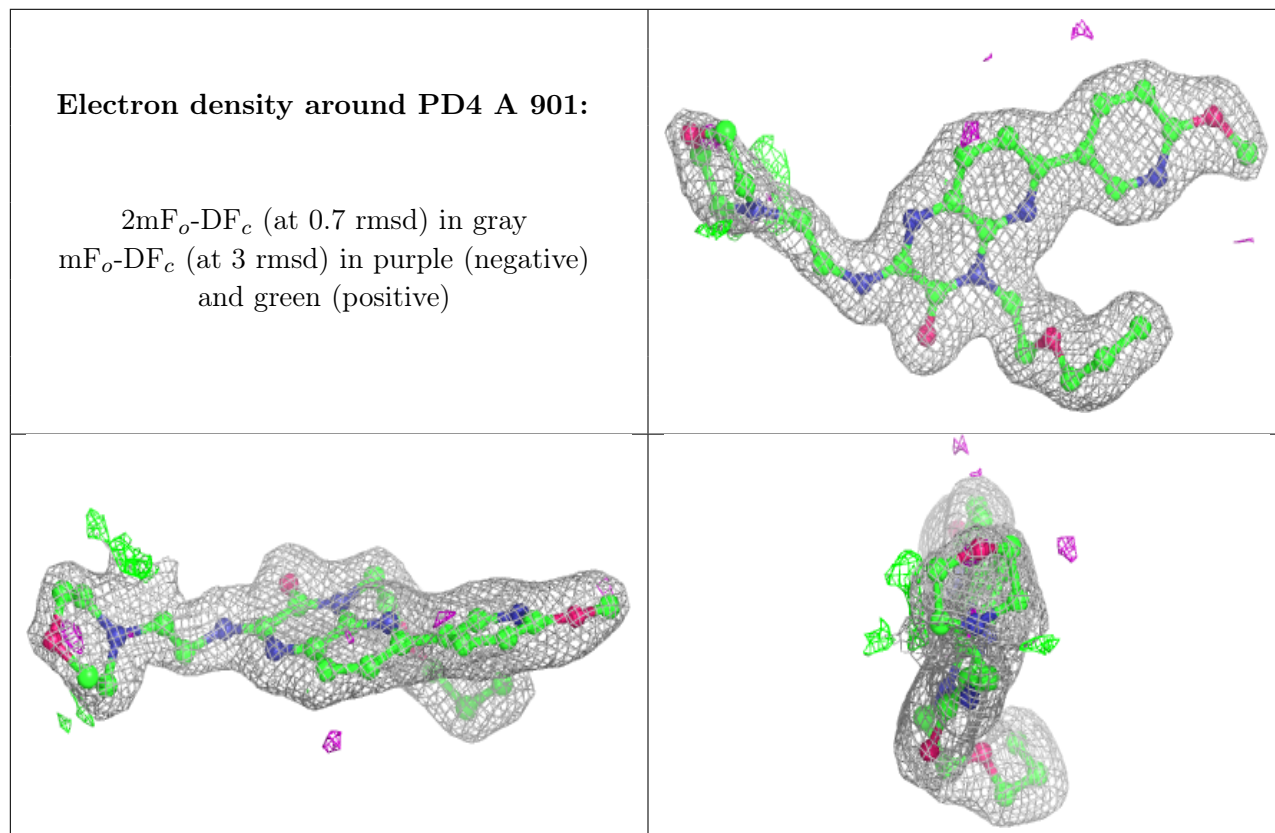 Electron density around PD4 A 901:
2mFo-DFc (at 0.7 rmsd) in gray
mFo-DFc (at 3 rmsd) in purple (negative)
and green (positive)